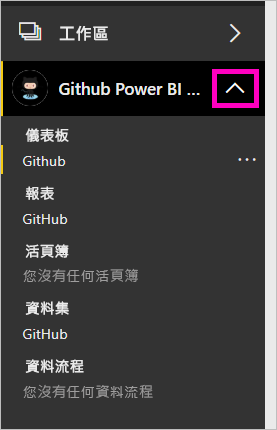 工作區
Github Power BI ...
儀表板
Github
報表
GitHub
活頁簿
您沒有任何活頁簿
資料集
GitHub
資料流程
您沒有任何資料流程